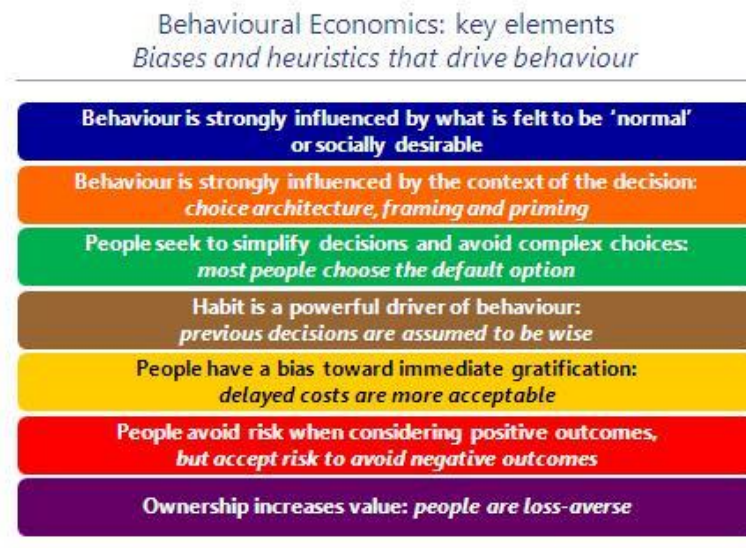 Behavioural Economics: key elements
Biases and heuristics that drive behaviour
Behaviour is strongly influenced by what is felt to be ‘normal’
or socially desirable
Behaviour is strongly influenced by the context of the decision:
choice architecture, framing and priming
People seek to simplify decisions and avoid complex choices:
most people choose the default option
Habit is a powerful driver of behaviour:
previous decisions are assumed to be wise
People have a bias toward immediate gratification:
delayed costs are more acceptable
People avoid risk when considering positive outcomes,
but accept risk to avoid negative outcomes
Ownership increases value: people are loss-averse